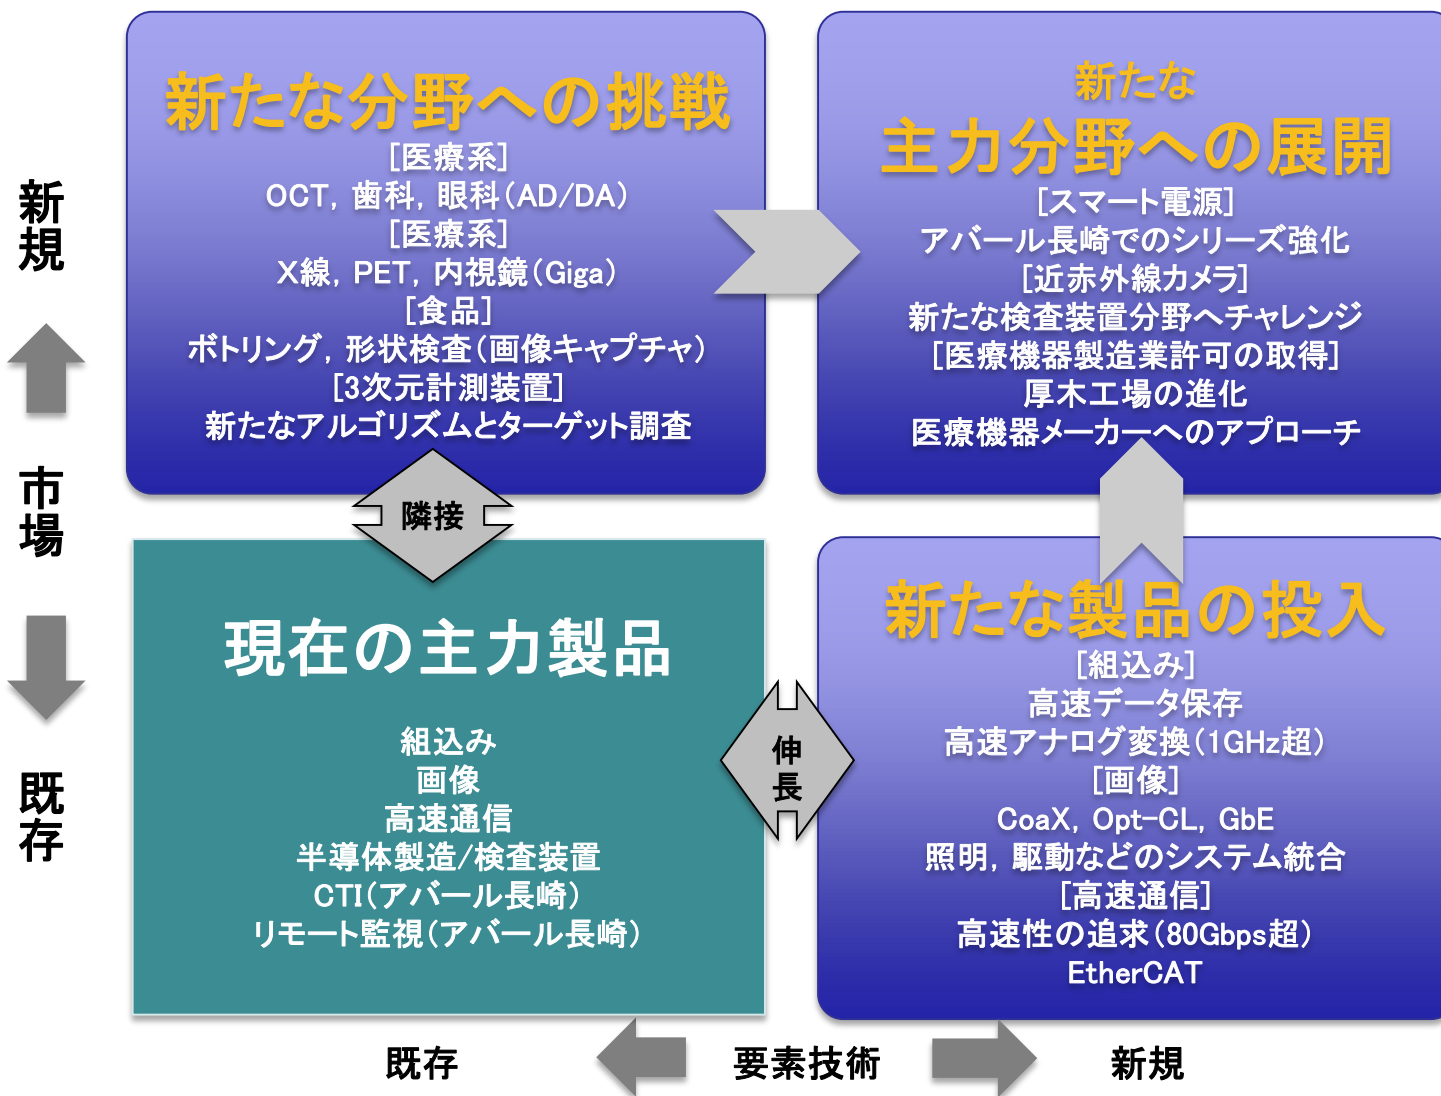 新たな分野への挑戦
[医療系]
OCT, 歯科, 眼科(AD/DA)
[医療系]
X線, PET, 内視鏡(Giga)
[食品]
ボトリング, 形状検査(画像キャプチャ)
[3次元計測装置]
新たなアルゴリズムとターゲット調査
新たな
主力分野への展開
[スマート電源]
アバール長崎でのシリーズ強化
[近赤外線カメラ]
新たな検査装置分野へチャレンジ
[医療機器製造業許可の取得]
厚木工場の進化
医療機器メーカーへのアプローチ
新規
市場
既存
隣接
現在の主力製品
組込み
画像
高速通信
半導体製造/検査装置
CTI(アバール長崎)
リモート監視(アバール長崎)
伸長
新たな製品の投入
[組込み]
高速データ保存
高速アナログ変換(1GHz超)
[画像]
CoaX, Opt-CL, GbE
照明, 駆動などのシステム統合
[高速通信]
高速性の追求(80Gbps超)
EtherCAT
既存
要素技術
新規